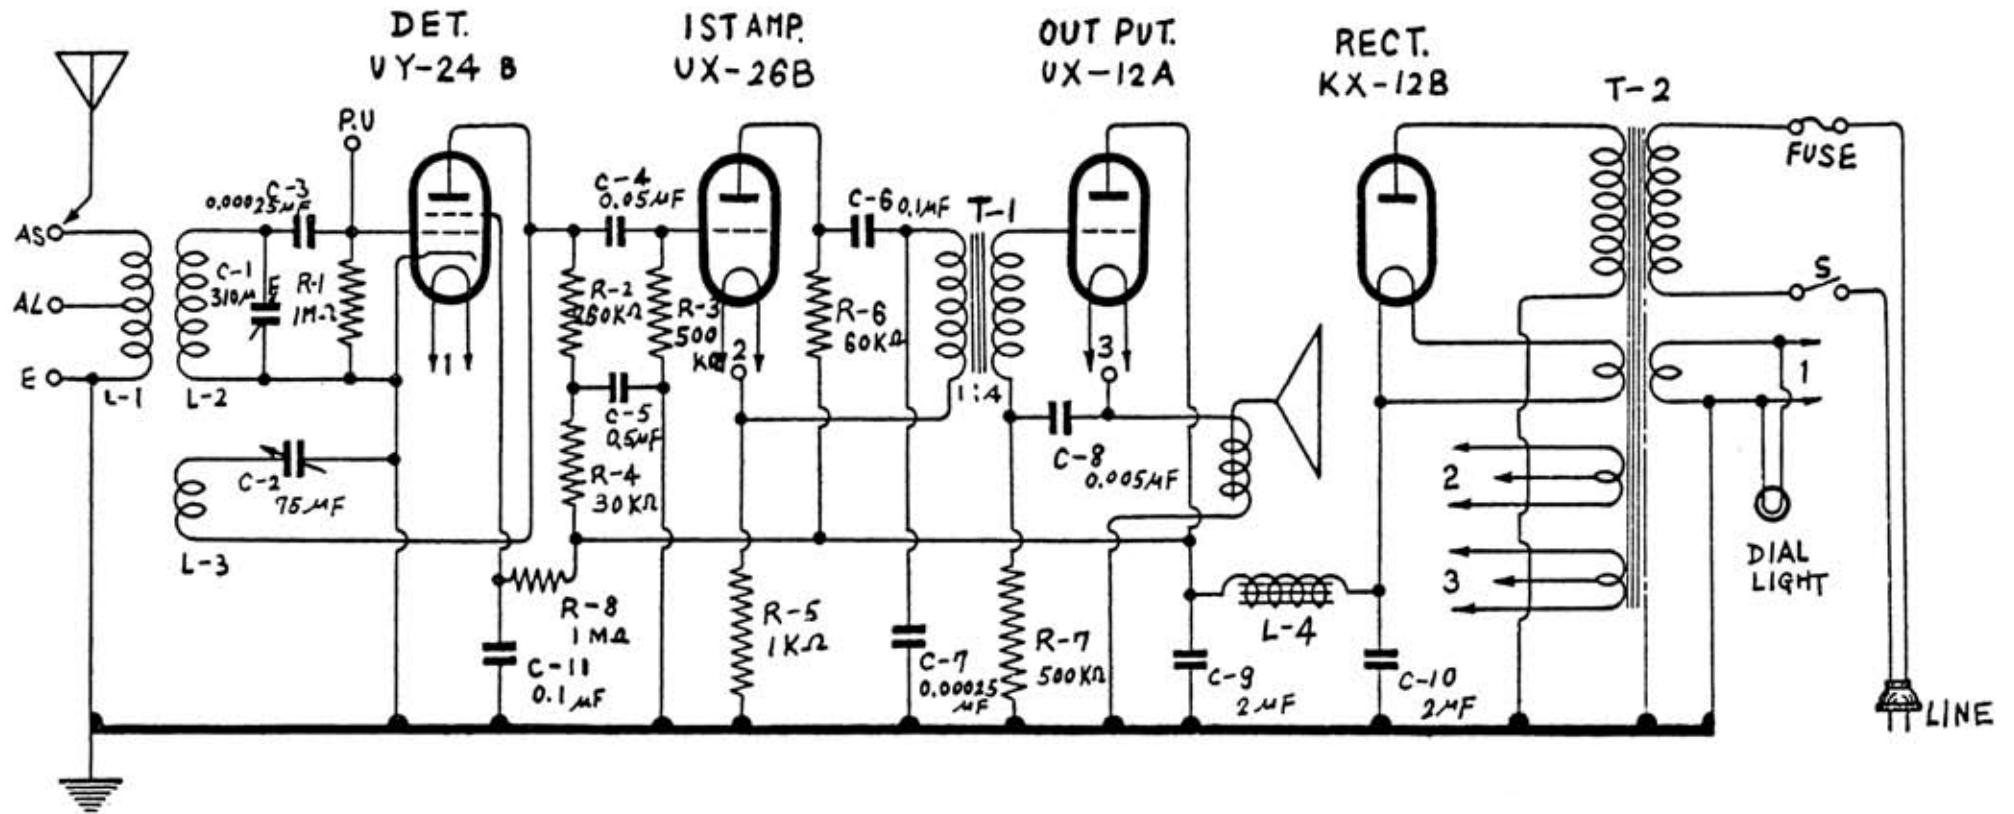 DET.
UY-24 B
1ST AMP.
UX-26B
OUT PUT.
UX-12A
RECT.
KX-12B
T-2
P.U
FUSE
S
AS
AL
E
L-1
L-2
L-3
C-3
0.00025μF
C-1
310μ F
R-1
1MΩ
C-2
75μF
1
C-4
0.05μF
R-2
260KΩ
R-3
500
KΩ
C-5
0.5μF
R-4
30KΩ
R-8
1MΩ
C-11
0.1μF
2
R-5
1KΩ
C-6 0.1μF
R-6
60KΩ
T-1
1:4
C-7
0.00025
μF
3
C-8
0.005μF
R-7
500KΩ
L-4
C-9
2μF
C-10
2μF
1
2
3
DIAL
LIGHT
LINE